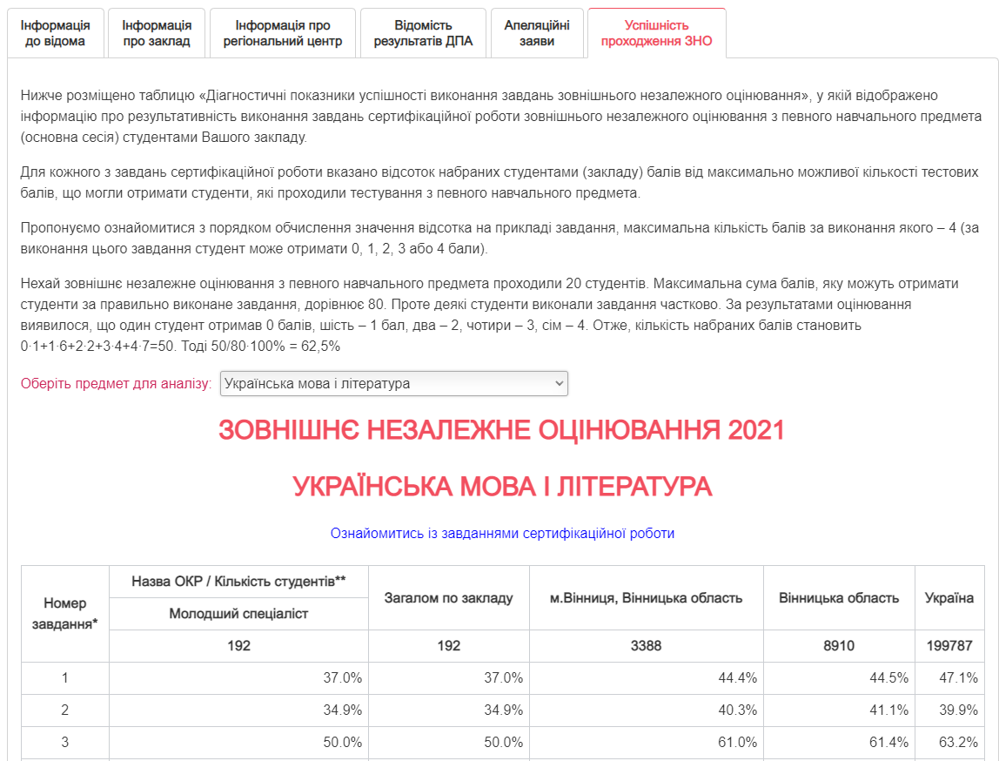 Інформація
до відома
Інформація
про заклад
Інформація про
регіональний центр
Відомість
результатів ДПА
Апеляційні
заяви
Успішність
проходження ЗНО
Нижче розміщено таблицю «Діагностичні показники успішності виконання завдань зовнішнього незалежного оцінювання», у якій відображено
інформацію про результативність виконання завдань сертифікаційної роботи зовнішнього незалежного оцінювання з певного навчального предмета
(основна сесія) студентами Вашого закладу.
Для кожного з завдань сертифікаційної роботи вказано відсоток набраних студентами (закладу) балів від максимально можливої кількості тестових
балів, що могли отримати студенти, які проходили тестування з певного навчального предмета.
Пропонуємо ознайомитися з порядком обчислення значення відсотка на прикладі завдання, максимальна кількість балів за виконання якого – 4 (за
виконання цього завдання студент може отримати 0, 1, 2, 3 або 4 бали).
Нехай зовнішнє незалежне оцінювання з певного навчального предмета проходили 20 студентів. Максимальна сума балів, яку можуть отримати
студенти за правильно виконане завдання, дорівнює 80. Проте деякі студенти виконали завдання частково. За результатами оцінювання
виявилося, що один студент отримав 0 балів, шість – 1 бал, два – 2, чотири – 3, сім – 4. Отже, кількість набраних балів становить
0·1+1·6+2·2+3·4+4·7=50. Тоді 50/80·100% = 62,5%
Оберіть предмет для аналізу: Українська мова і література
ЗОВНІШНЄ НЕЗАЛЕЖНЕ ОЦІНЮВАННЯ 2021
УКРАЇНСЬКА МОВА І ЛІТЕРАТУРА
Ознайомитись із завданнями сертифікаційної роботи
Номер
завдання*
Назва ОКР / Кількість студентів**
Молодший спеціаліст
Загалом по закладу
м.Вінниця, Вінницька область
Вінницька область
Україна
192 192 3388 8910 199787
1 37.0% 37.0% 44.4% 44.5% 47.1%
2 34.9% 34.9% 40.3% 41.1% 39.9%
3 50.0% 50.0% 61.0% 61.4% 63.2%